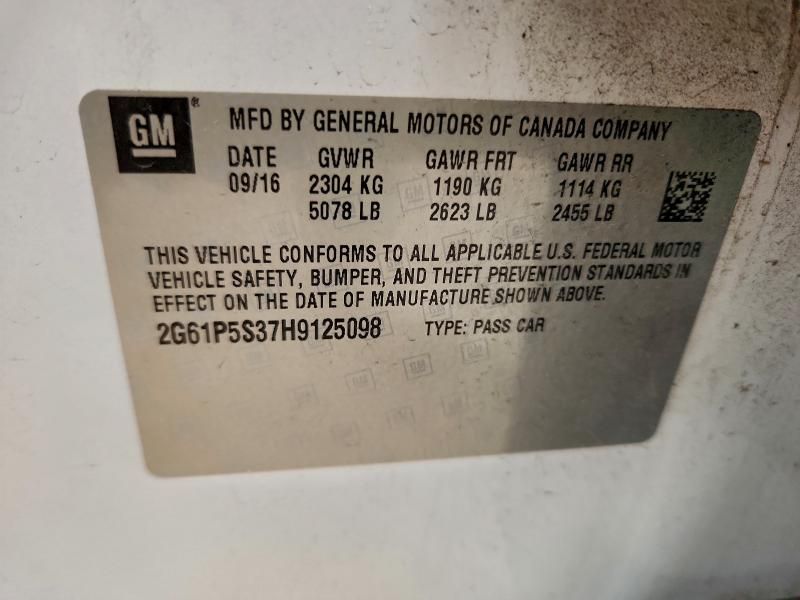 GM® MFD BY GENERAL MOTORS OF CANADA COMPANY
DATE GVWR GAWR FRT GAWR RR
09/16 2304 KG 1190 KG 1114 KG
5078 LB 2623 LB 2455 LB
THIS VEHICLE CONFORMS TO ALL APPLICABLE U.S. FEDERAL MOTOR
VEHICLE SAFETY, BUMPER, AND THEFT PREVENTION STANDARDS IN
EFFECT ON THE DATE OF MANUFACTURE SHOWN ABOVE.
2G61P5S37H9125098 TYPE: PASS CAR